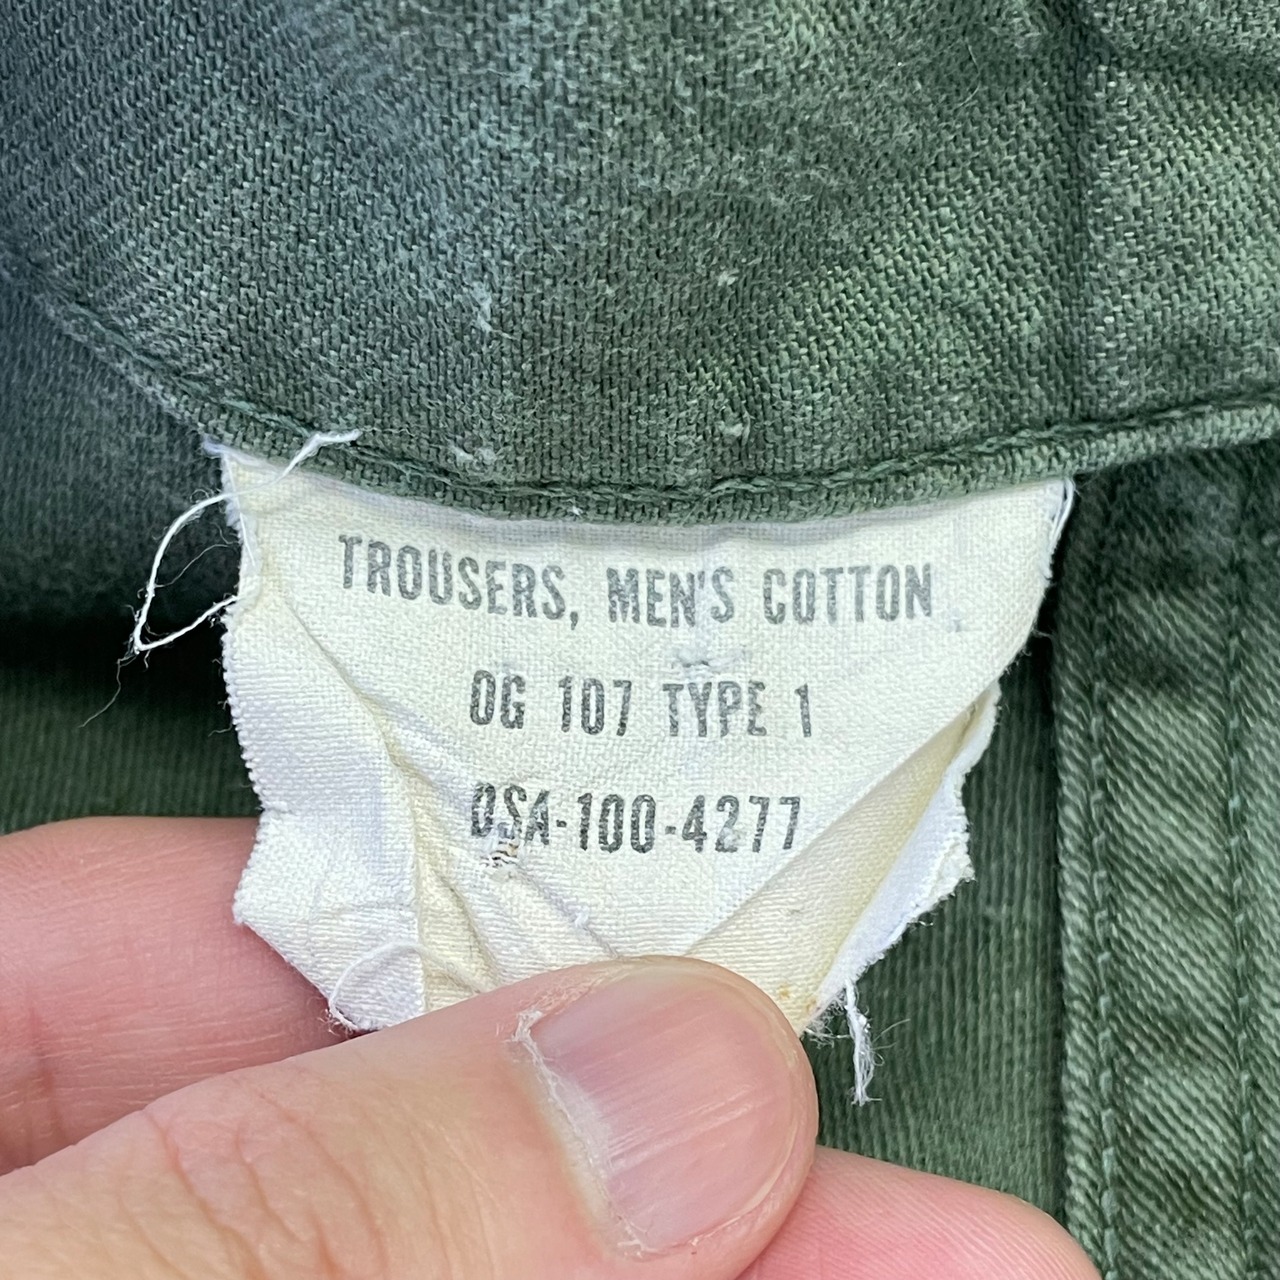 TROUSERS, MEN'S COTTON
OG 107 TYPE 1
DSA-100-4277